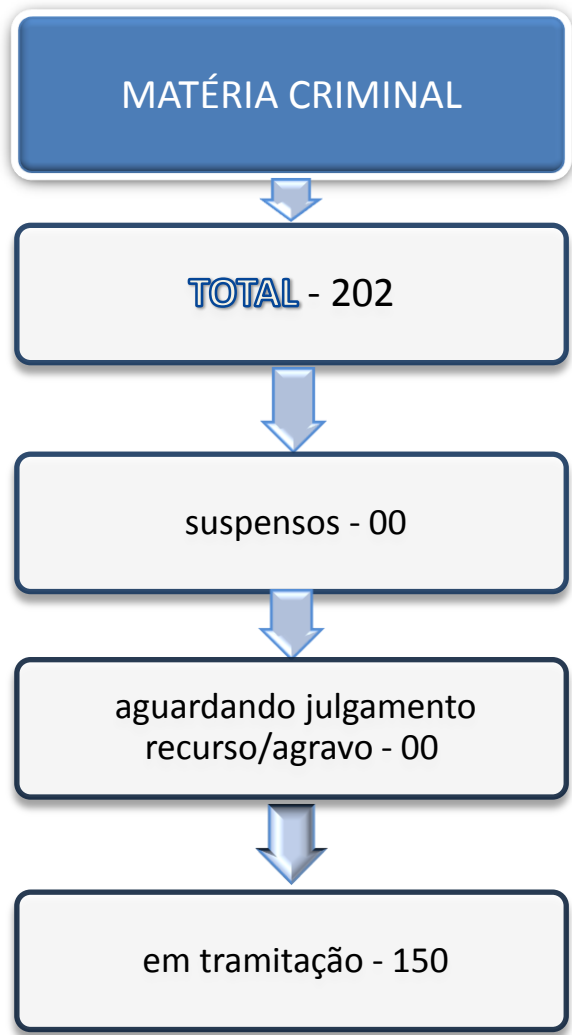 MATÉRIA CRIMINAL
TOTAL - 202
suspensos - 00
aguardando julgamento
recurso/agravo - 00
em tramitação - 150